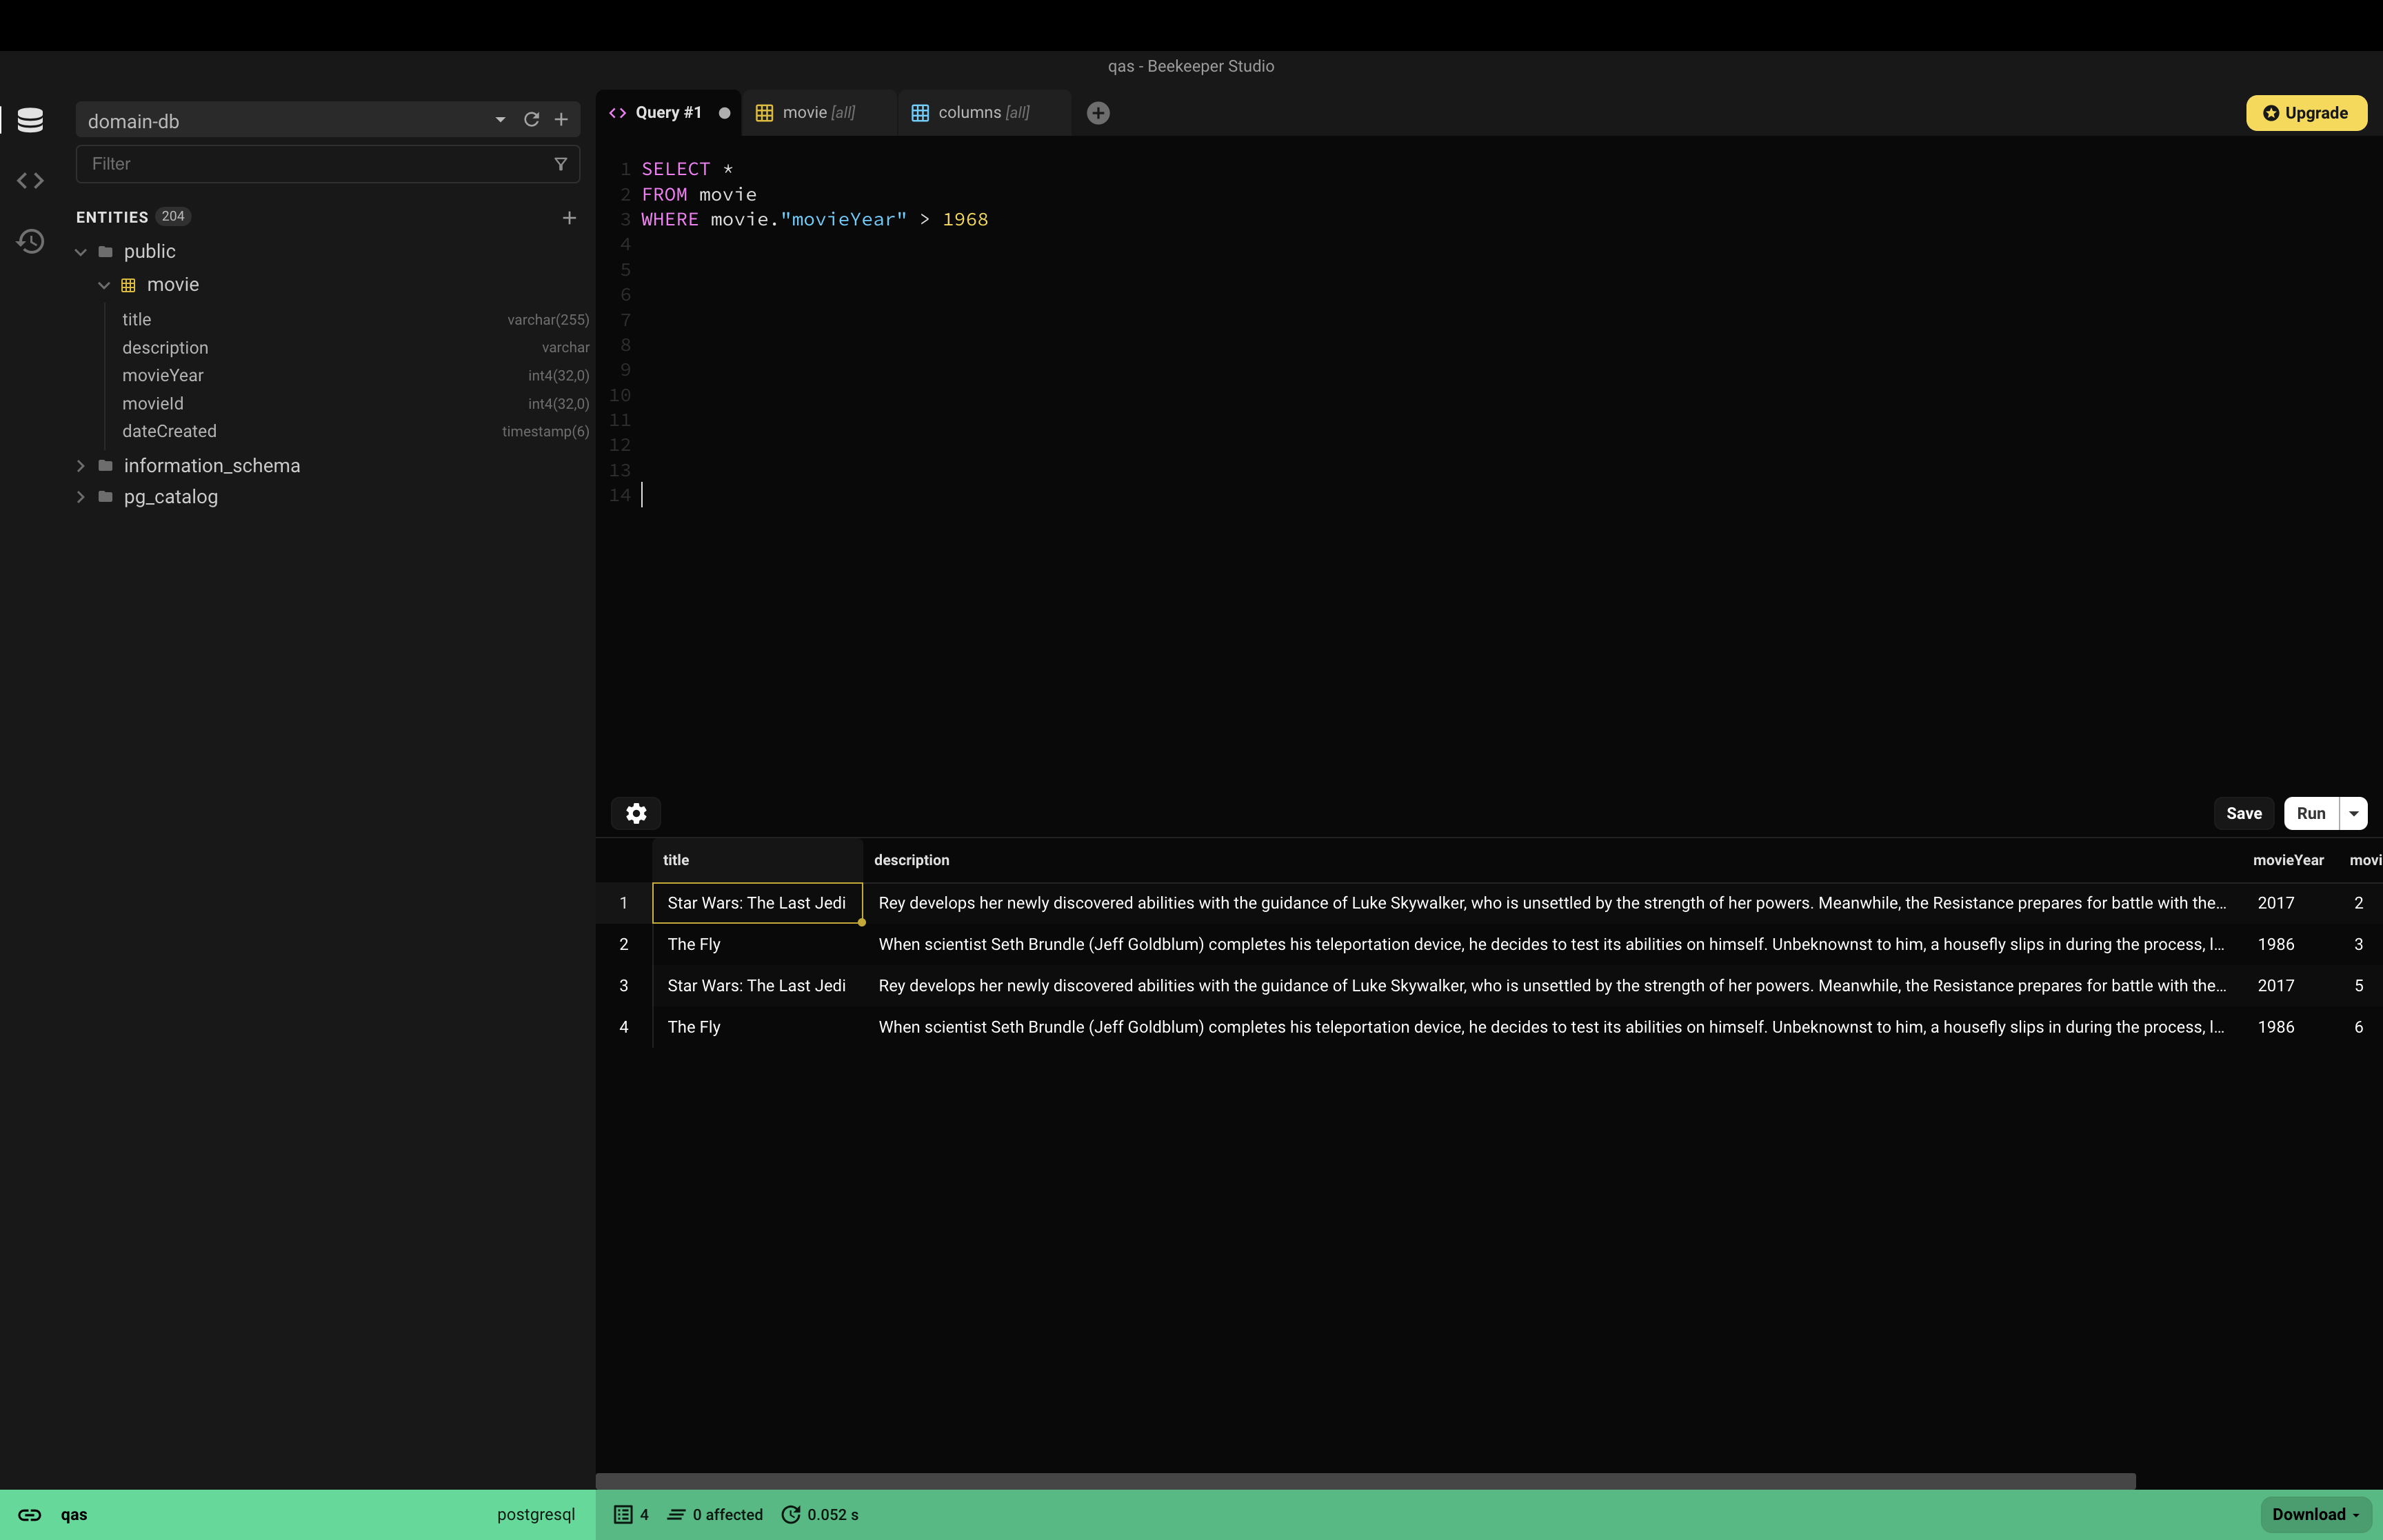 qas - Beekeeper Studio
domain-db
Filter
ENTITIES 204
public
movie
title varchar(255)
description varchar
movieYear int4(32,0)
movieId int4(32,0)
dateCreated timestamp(6)
information_schema
pg_catalog
Query #1 movie [all] columns [all]
Upgrade
1 SELECT *
2 FROM movie
3 WHERE movie."movieYear" > 1968
4
5
6
7
8
9
10
11
12
13
14
Save Run
title description movieYear movi
1 Star Wars: The Last Jedi Rey develops her newly discovered abilities with the guidance of Luke Skywalker, who is unsettled by the strength of her powers. Meanwhile, the Resistance prepares for battle with the... 2017 2
2 The Fly When scientist Seth Brundle (Jeff Goldblum) completes his teleportation device, he decides to test its abilities on himself. Unbeknownst to him, a housefly slips in during the process, l... 1986 3
3 Star Wars: The Last Jedi Rey develops her newly discovered abilities with the guidance of Luke Skywalker, who is unsettled by the strength of her powers. Meanwhile, the Resistance prepares for battle with the... 2017 5
4 The Fly When scientist Seth Brundle (Jeff Goldblum) completes his teleportation device, he decides to test its abilities on himself. Unbeknownst to him, a housefly slips in during the process, l... 1986 6
qas postgresql 4 0 affected 0.052 s Download